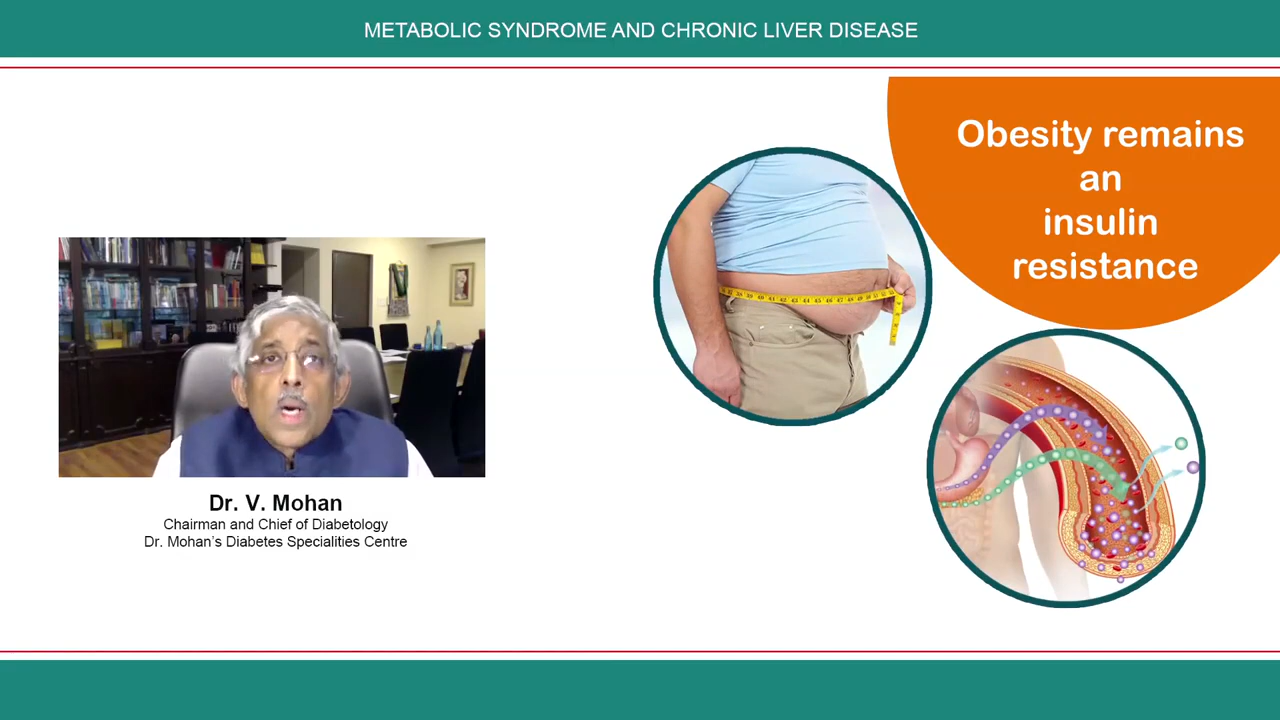 METABOLIC SYNDROME AND CHRONIC LIVER DISEASE
Obesity remains
an
insulin
resistance
Dr. V. Mohan
Chairman and Chief of Diabetology
Dr. Mohan's Diabetes Specialities Centre